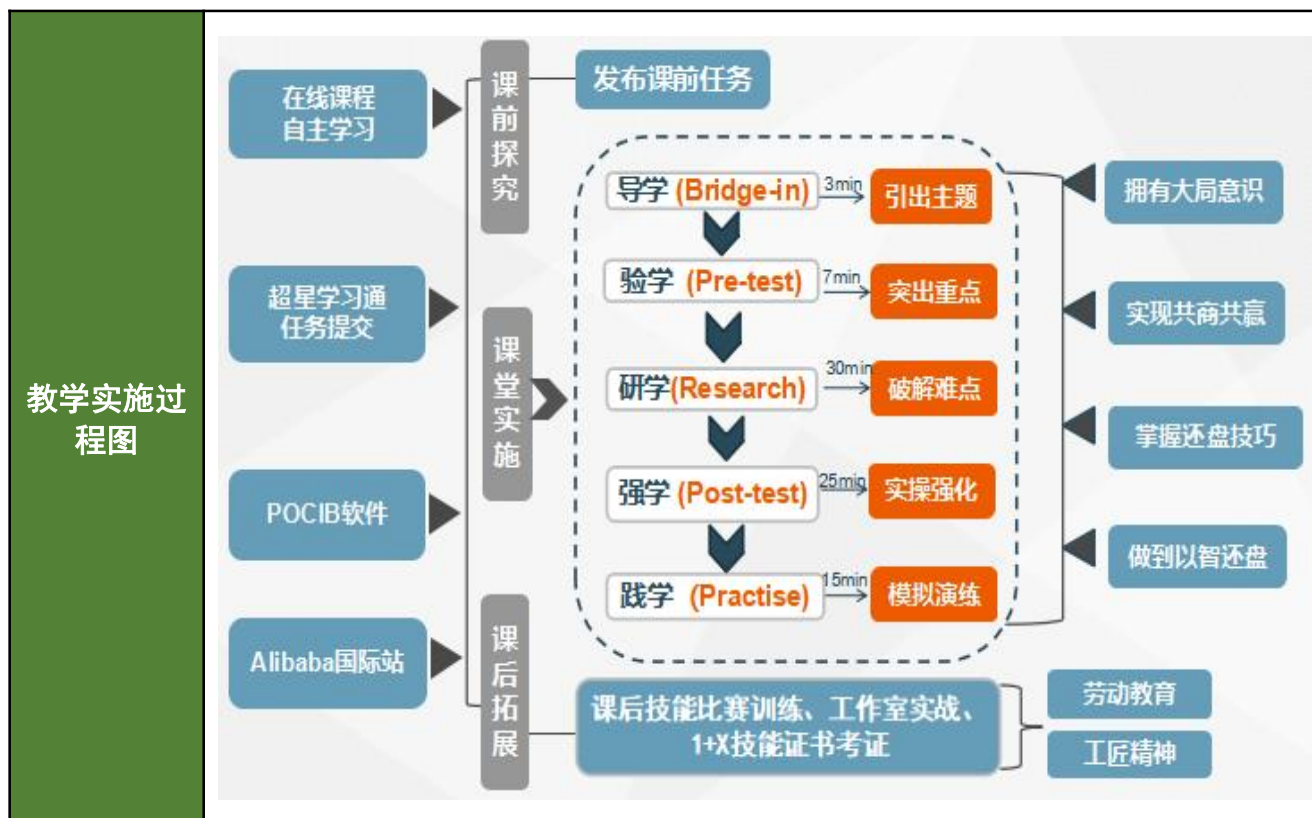 教学实施过
程图
在线课程
自主学习
超星学习通
任务提交
POCIB软件
Alibaba国际站
课前探究
课堂实施
课后拓展
发布课前任务
导学 (Bridge-in)
3min
引出主题
验学 (Pre-test)
7min
突出重点
研学(Research)
30min
破解难点
强学 (Post-test)
25min
实操强化
践学 (Practise)
15min
模拟演练
拥有大局意识
实现共商共赢
掌握还盘技巧
做到以智还盘
课后技能比赛训练、工作室实战、
1+X技能证书考证
劳动教育
工匠精神